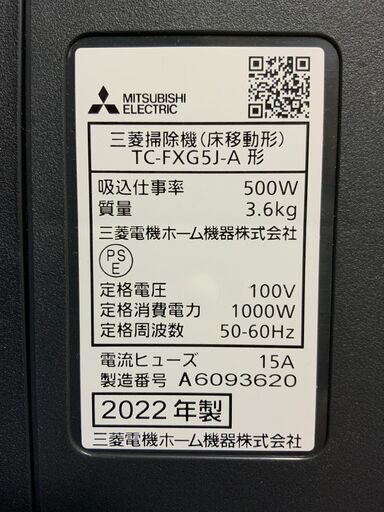 MITSUBISHI
ELECTRIC
三菱掃除機(床移動形)
TC-FXG5J-A 形
吸込仕事率 500W
質量 3.6kg
三菱電機ホーム機器株式会社
PS
E
定格電圧 100V
定格消費電力 1000W
定格周波数 50-60Hz
電流ヒューズ 15A
製造番号 A6093620
2022年製
三菱電機ホーム機器株式会社